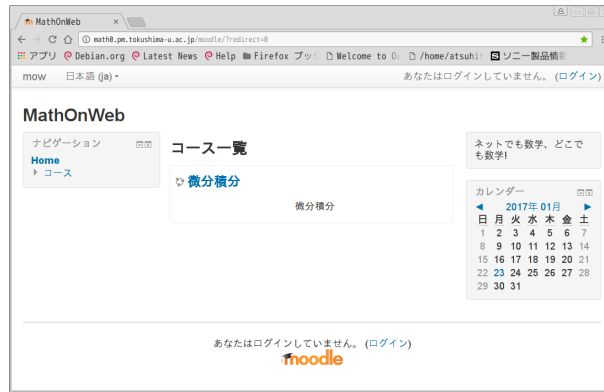 MathOnWeb
math0.pm.tokushima-u.ac.jp/moodle/?redirect=0
アプリ Debian.org Latest News Help Firefox ブッ Welcome to Du /home/atsuhit ソニー製品情報
mow 日本語 (ja) あなたはログインしていません。 (ログイン)
MathOnWeb
ナビゲーション
Home
コース
コース一覧
微分積分
微分積分
ネットでも数学、どこで
も数学!
カレンダー
2017年 01月
日 月 火 水 木 金 土
1 2 3 4 5 6 7
8 9 10 11 12 13 14
15 16 17 18 19 20 21
22 23 24 25 26 27 28
29 30 31
あなたはログインしていません。 (ログイン)
moodle